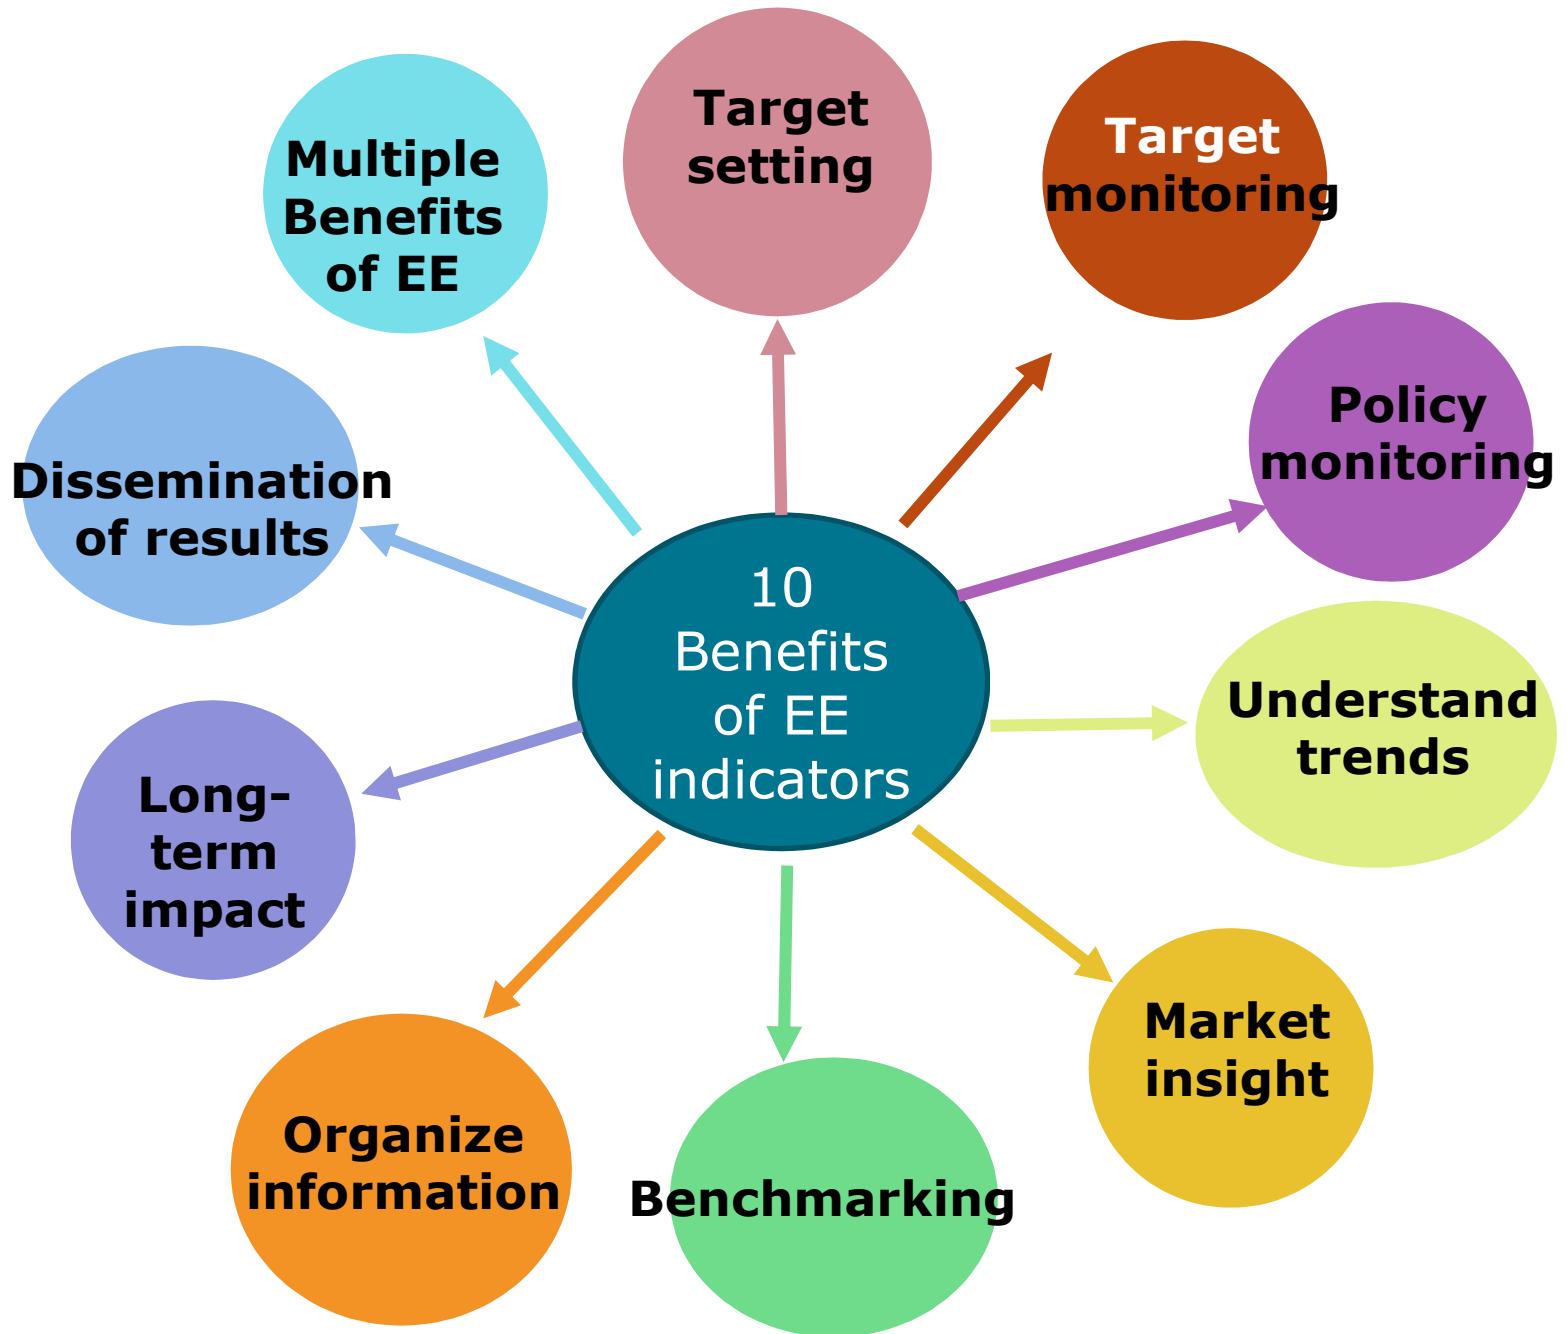 Target
setting
Target
monitoring
Multiple
Benefits
of EE
Policy
monitoring
Dissemination
of results
10
Benefits
of EE
indicators
Understand
trends
Long-
term
impact
Market
insight
Organize
information
Benchmarking